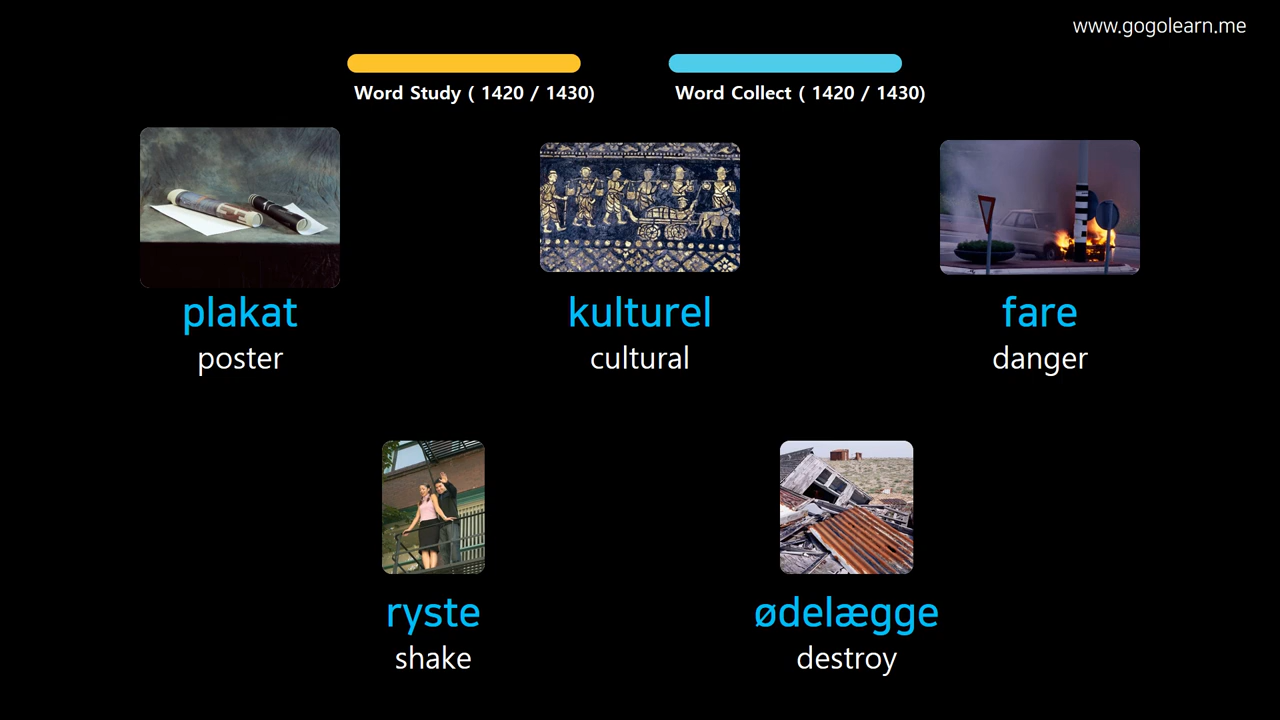 www.gogolearn.me
Word Study ( 1420 / 1430)
Word Collect ( 1420 / 1430)
plakat
poster
kulturel
cultural
fare
danger
ryste
shake
ødelægge
destroy